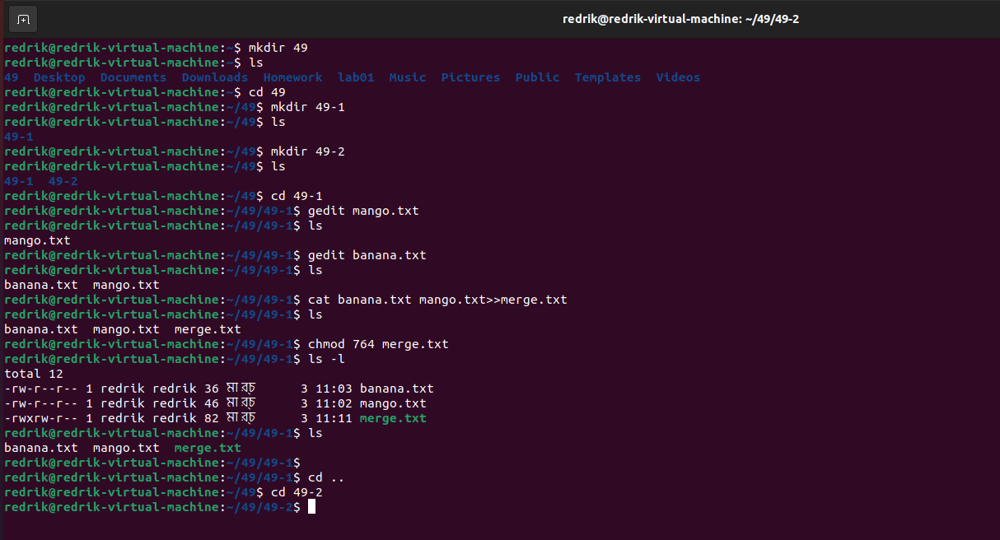 redrik@redrik-virtual-machine: ~/49/49-2
redrik@redrik-virtual-machine:~$ mkdir 49
redrik@redrik-virtual-machine:~$ ls
49  Desktop  Documents  Downloads  Homework  lab01  Music  Pictures  Public  Templates  Videos
redrik@redrik-virtual-machine:~$ cd 49
redrik@redrik-virtual-machine:~/49$ mkdir 49-1
redrik@redrik-virtual-machine:~/49$ ls
49-1
redrik@redrik-virtual-machine:~/49$ mkdir 49-2
redrik@redrik-virtual-machine:~/49$ ls
49-1  49-2
redrik@redrik-virtual-machine:~/49$ cd 49-1
redrik@redrik-virtual-machine:~/49/49-1$ gedit mango.txt
redrik@redrik-virtual-machine:~/49/49-1$ ls
mango.txt
redrik@redrik-virtual-machine:~/49/49-1$ gedit banana.txt
redrik@redrik-virtual-machine:~/49/49-1$ ls
banana.txt  mango.txt
redrik@redrik-virtual-machine:~/49/49-1$ cat banana.txt mango.txt>>merge.txt
redrik@redrik-virtual-machine:~/49/49-1$ ls
banana.txt  mango.txt  merge.txt
redrik@redrik-virtual-machine:~/49/49-1$ chmod 764 merge.txt
redrik@redrik-virtual-machine:~/49/49-1$ ls -l
total 12
-rw-r--r-- 1 redrik redrik 36 মার্চ      3 11:03 banana.txt
-rw-r--r-- 1 redrik redrik 46 মার্চ      3 11:02 mango.txt
-rwxrw-r-- 1 redrik redrik 82 মার্চ      3 11:11 merge.txt
redrik@redrik-virtual-machine:~/49/49-1$ ls
banana.txt  mango.txt  merge.txt
redrik@redrik-virtual-machine:~/49/49-1$
redrik@redrik-virtual-machine:~/49/49-1$ cd ..
redrik@redrik-virtual-machine:~/49$ cd 49-2
redrik@redrik-virtual-machine:~/49/49-2$